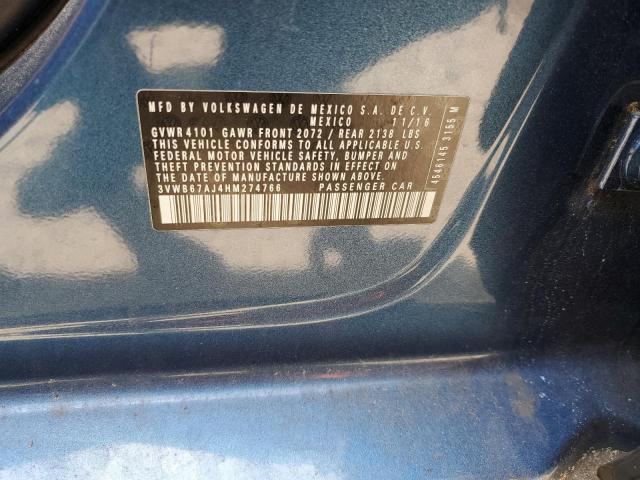 MFD BY VOLKSWAGEN DE MEXICO S.A. DE C.V.
MEXICO 11/16
GVWR 4101 GAWR FRONT 2072 / REAR 2138 LBS
THIS VEHICLE CONFORMS TO ALL APPLICABLE U.S.
FEDERAL MOTOR VEHICLE SAFETY, BUMPER AND
THEFT PREVENTION STANDARDS IN EFFECT ON THE
DATE OF MANUFACTURE SHOWN ABOVE.
3VWB67AJ4HM274766 PASSENGER CAR
4546145 3155 M